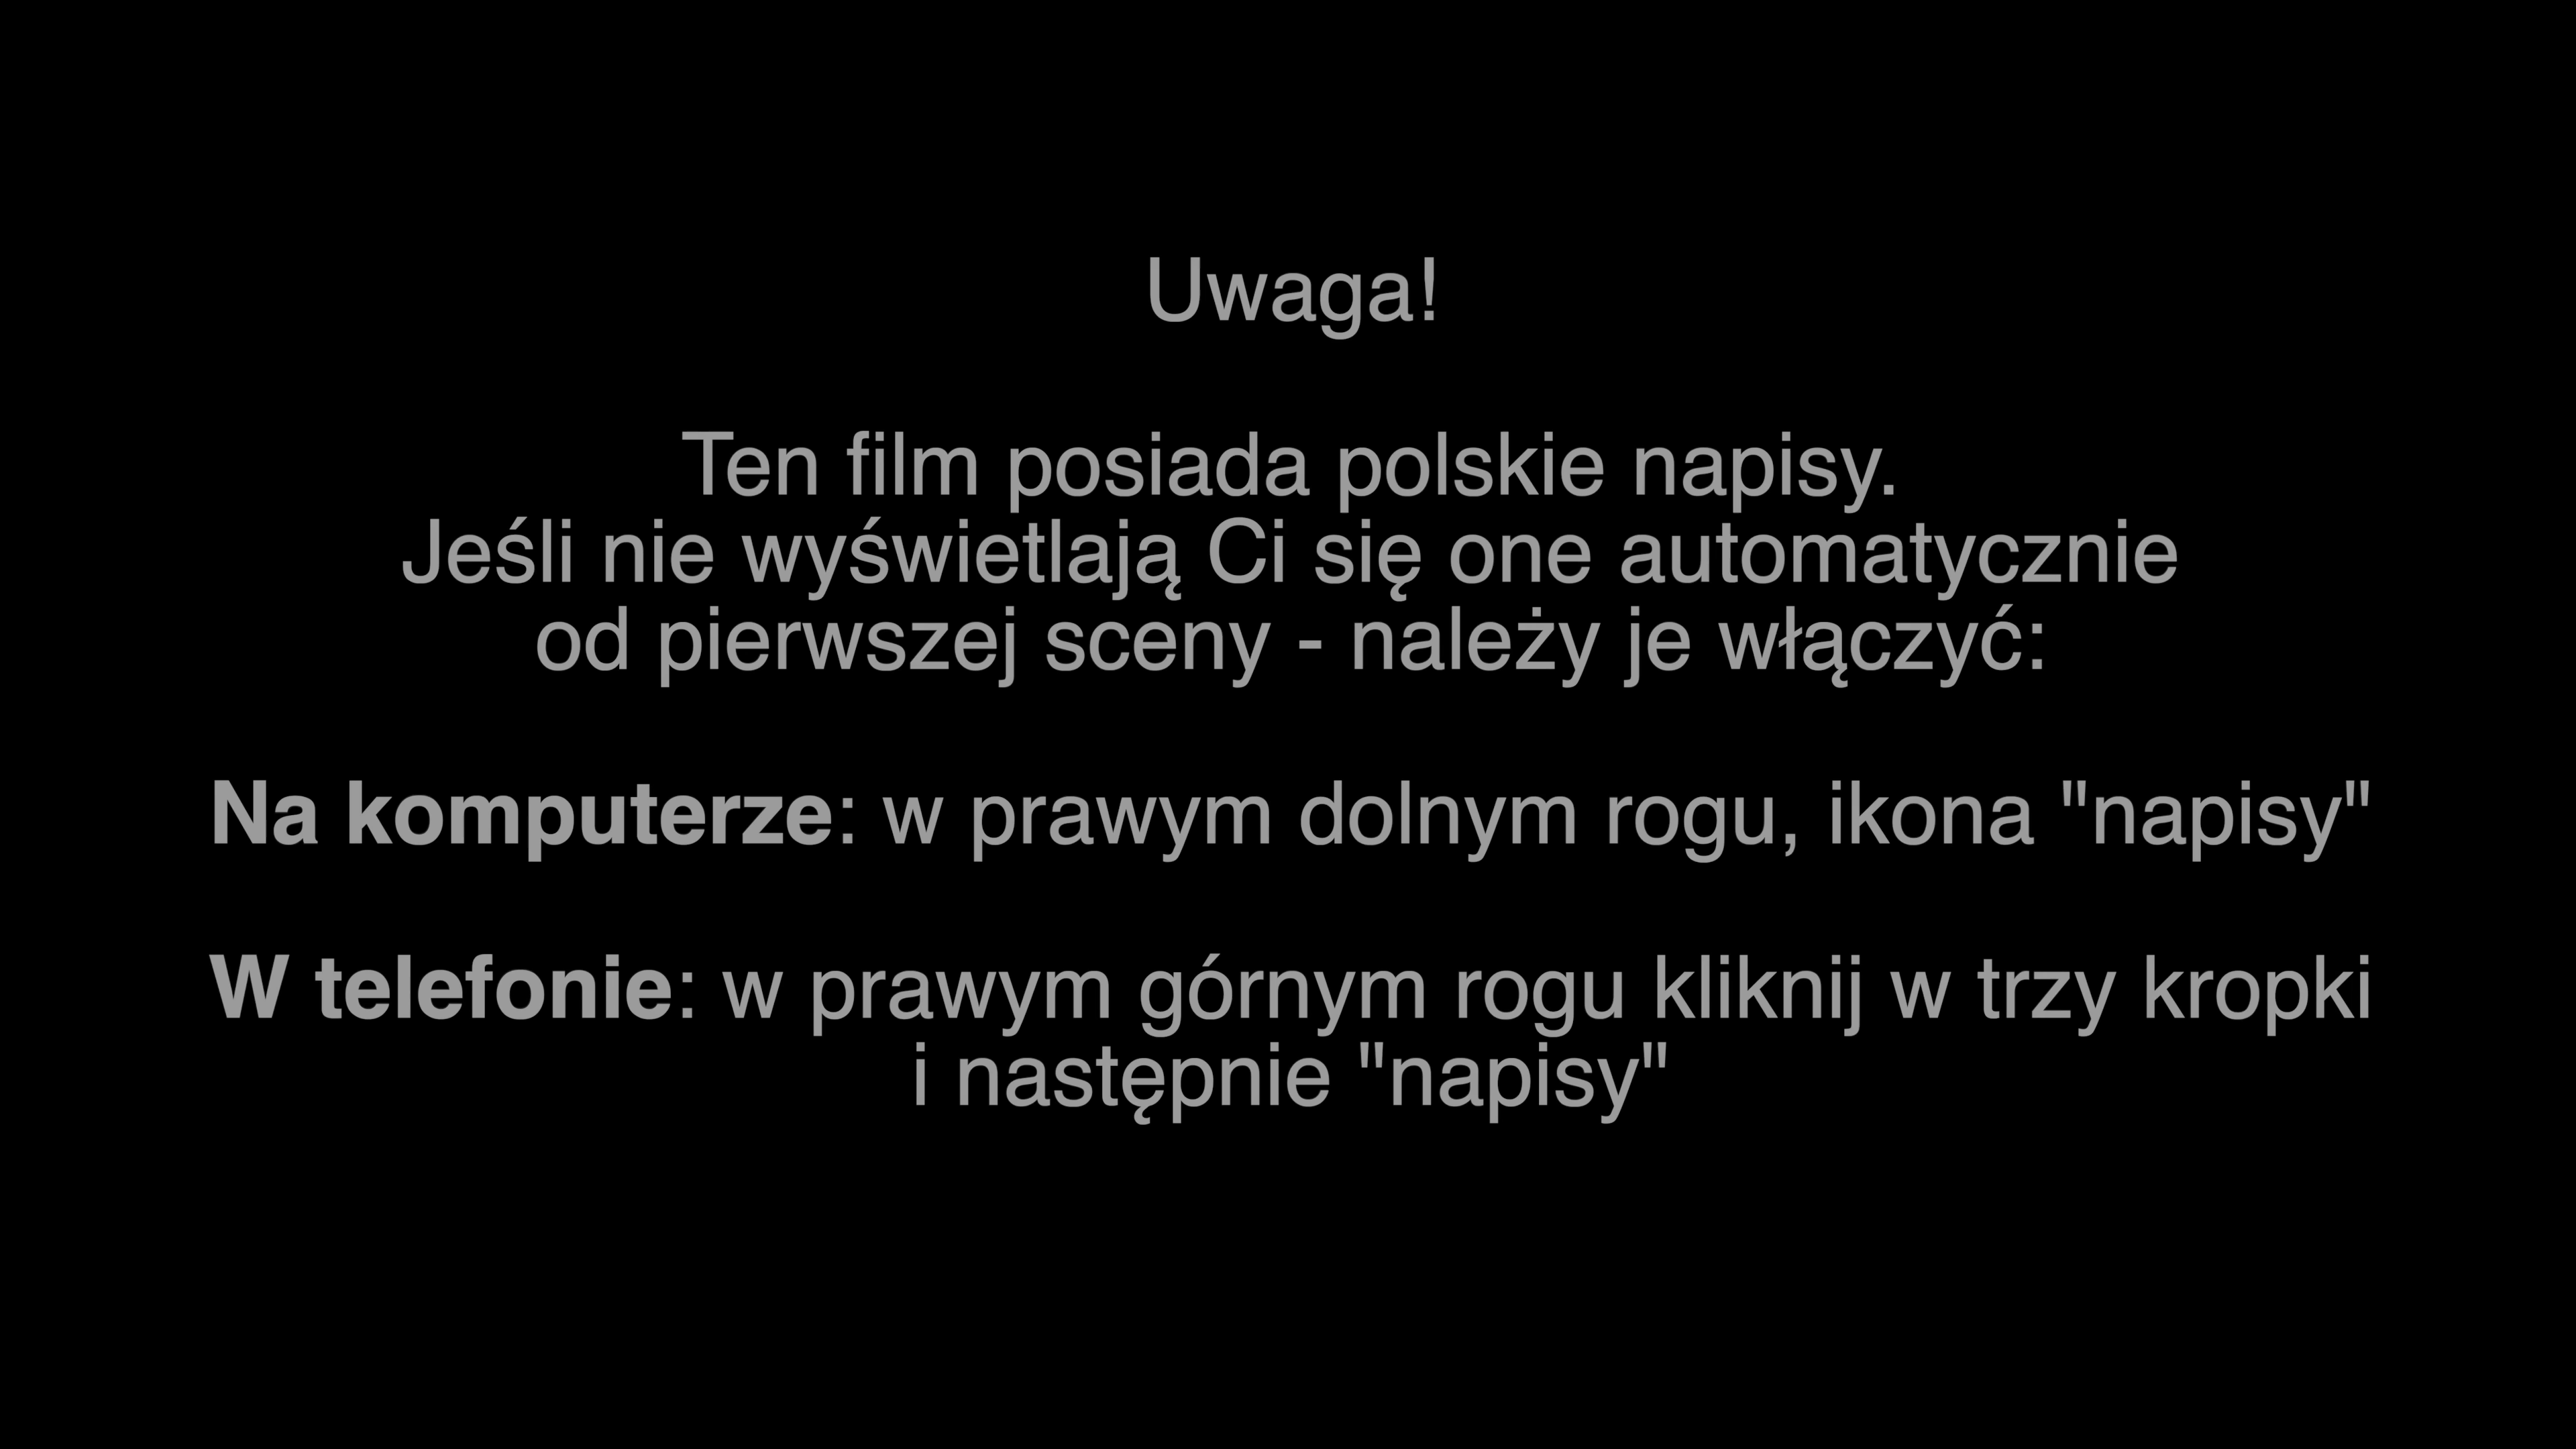 Uwaga!
Ten film posiada polskie napisy.
Jeśli nie wyświetlają Ci się one automatycznie
od pierwszej sceny - należy je włączyć:
Na komputerze: w prawym dolnym rogu, ikona "napisy"
W telefonie: w prawym górnym rogu kliknij w trzy kropki
i następnie "napisy"